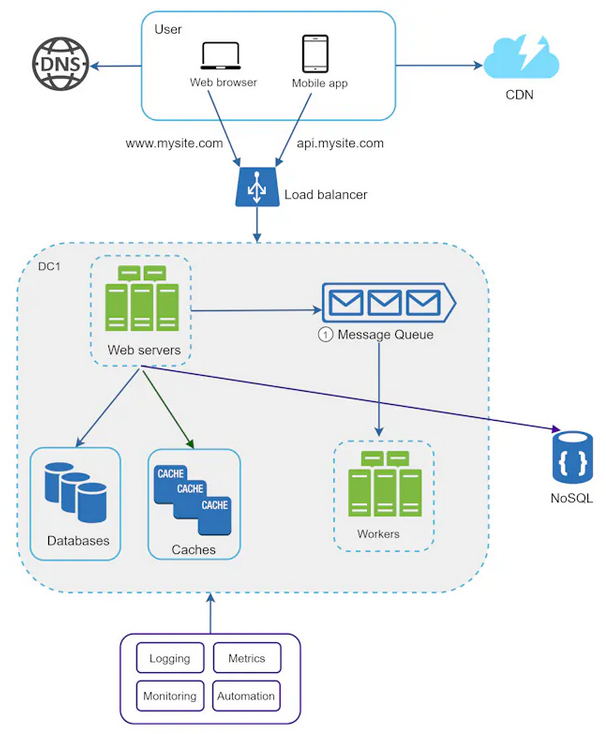 User
DNS
Web browser
Mobile app
CDN
www.mysite.com
api.mysite.com
Load balancer
DC1
Web servers
1 Message Queue
Databases
CACHE
CACHE
CACHE
Caches
Workers
{ }
NoSQL
Logging
Metrics
Monitoring
Automation